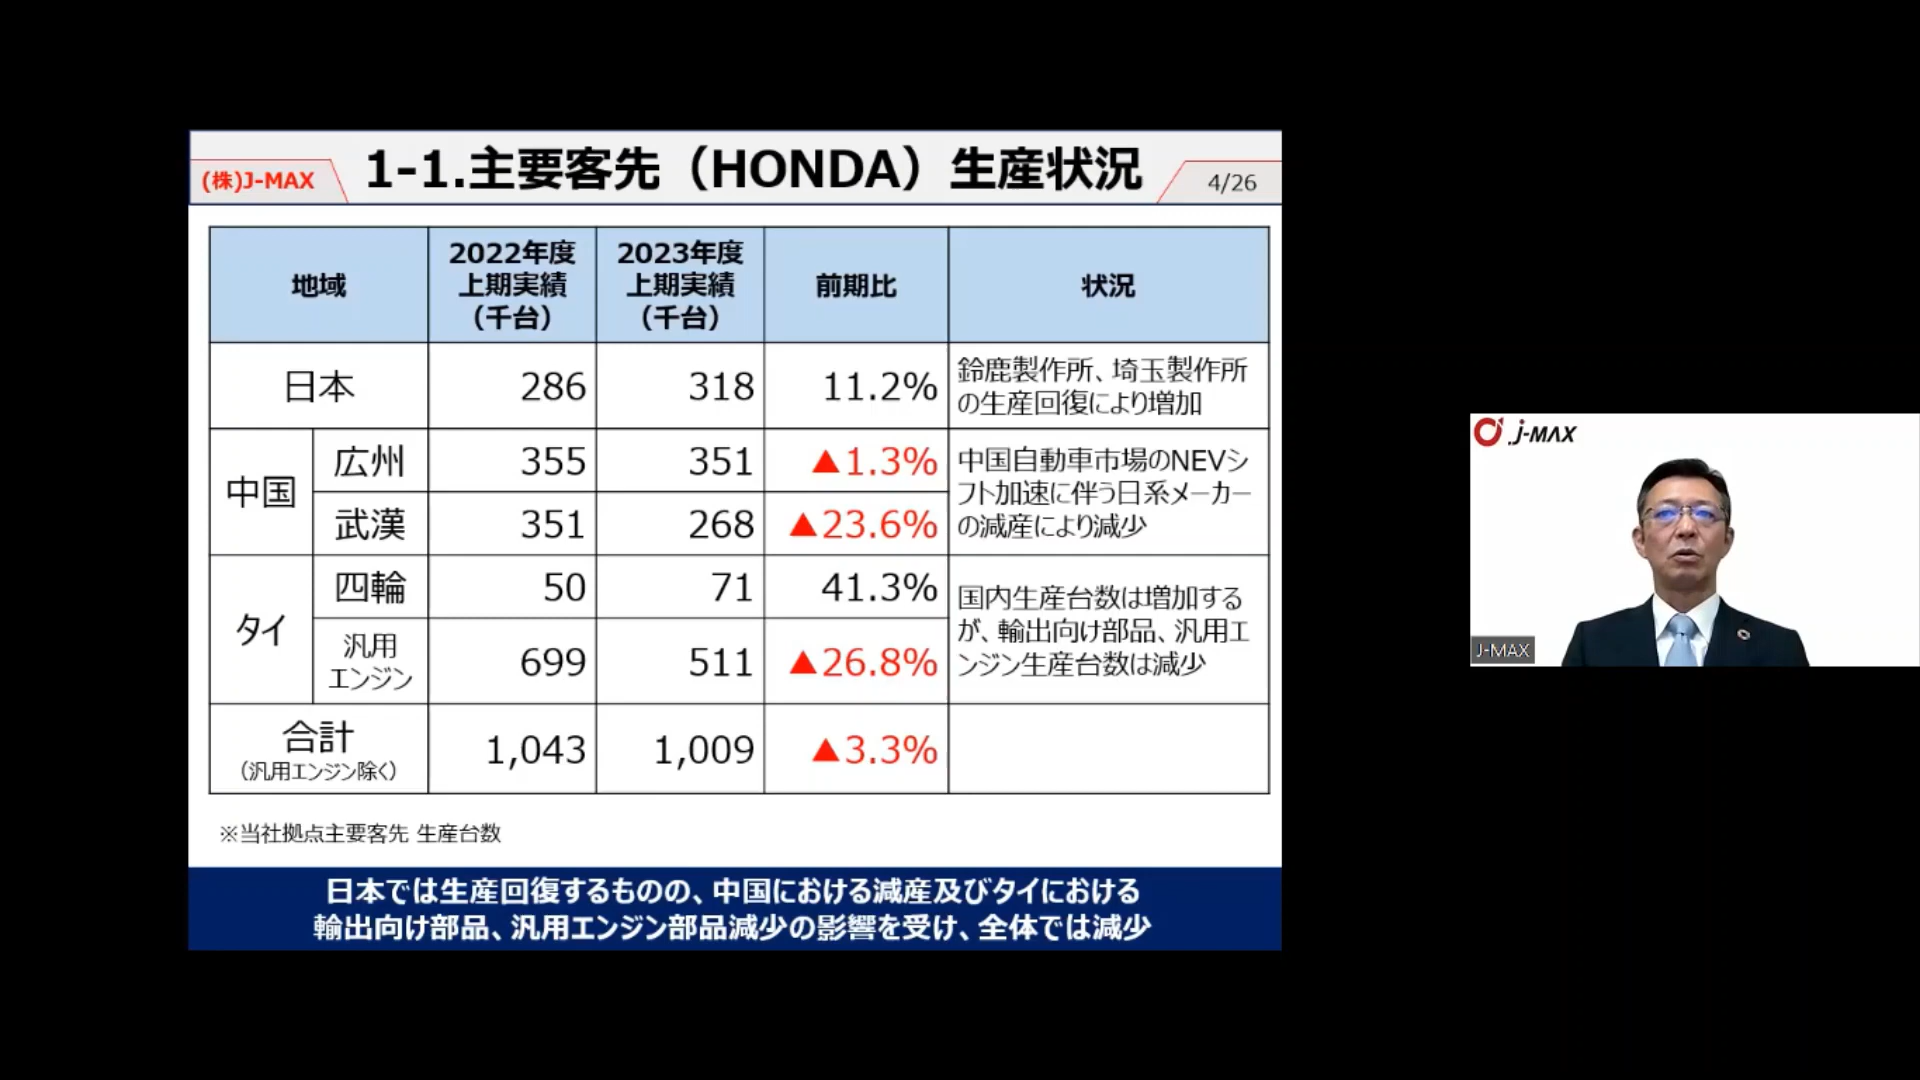 (株)J-MAX
1-1.主要客先（HONDA）生産状況
4/26
地域
2022年度
上期実績
（千台）
2023年度
上期実績
（千台）
前期比
状況
日本
286
318
11.2%
鈴鹿製作所、埼玉製作所
の生産回復により増加
中国
広州
355
351
▲1.3%
中国自動車市場のNEVシ
フト加速に伴う日系メーカー
の減産により減少
武漢
351
268
▲23.6%
タイ
四輪
50
71
41.3%
国内生産台数は増加する
が、輸出向け部品、汎用エ
ンジン生産台数は減少
汎用
エンジン
699
511
▲26.8%
合計
（汎用エンジン除く）
1,043
1,009
▲3.3%
※当社拠点主要客先 生産台数
日本では生産回復するものの、中国における減産及びタイにおける
輸出向け部品、汎用エンジン部品減少の影響を受け、全体では減少
J-MAX
J-MAX